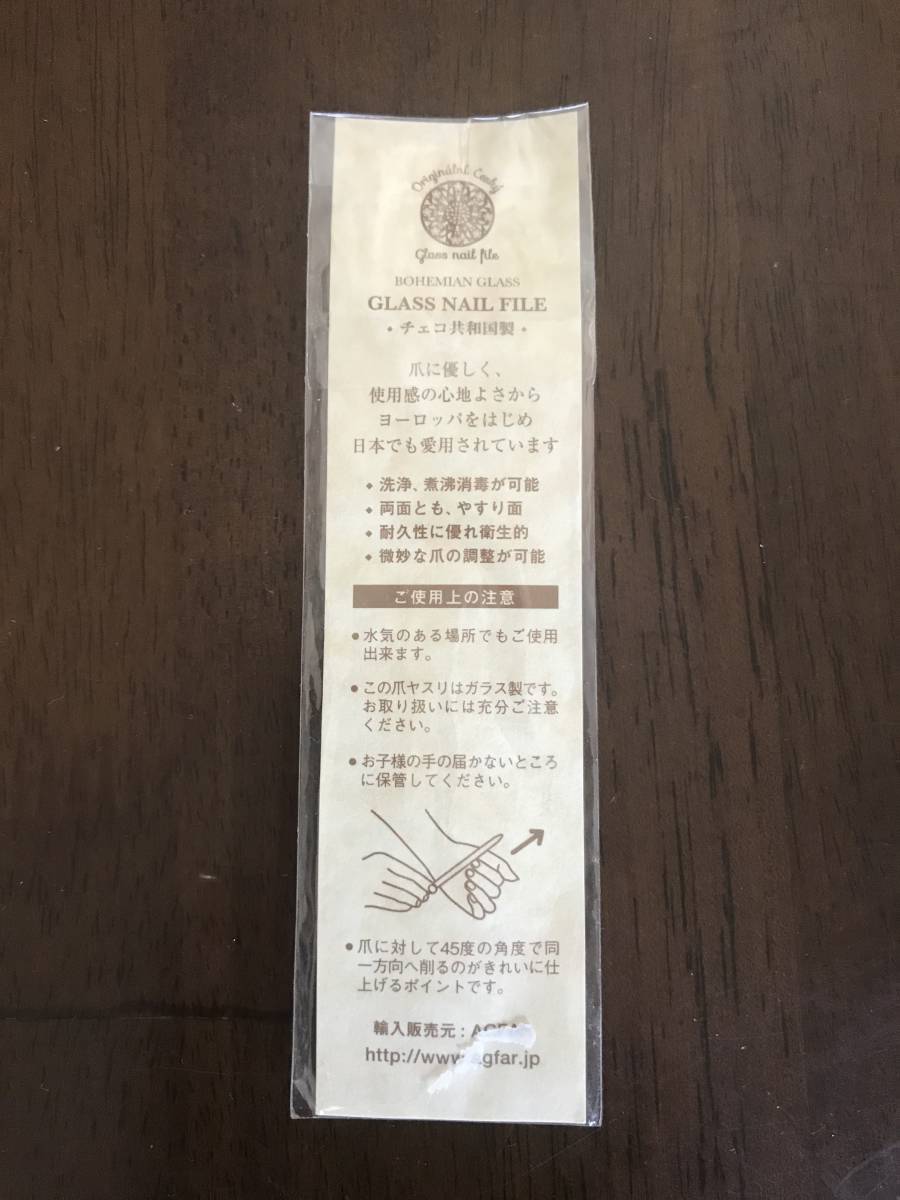 Originální Český
Glass nail file
BOHEMIAN GLASS
GLASS NAIL FILE
・チェコ共和国製・
爪に優しく、
使用感の心地よさから
ヨーロッパをはじめ
日本でも愛用されています
◆ 洗浄、煮沸消毒が可能
◆ 両面とも、やすり面
◆ 耐久性に優れ衛生的
◆ 微妙な爪の調整が可能
ご使用上の注意
●水気のある場所でもご使用
出来ます。
●この爪ヤスリはガラス製です。
お取り扱いには充分ご注意
ください。
●お子様の手の届かないところ
に保管してください。
●爪に対して45度の角度で同
一方向へ削るのがきれいに仕
上げるポイントです。
輸入販売元：
http://www.agfar.jp